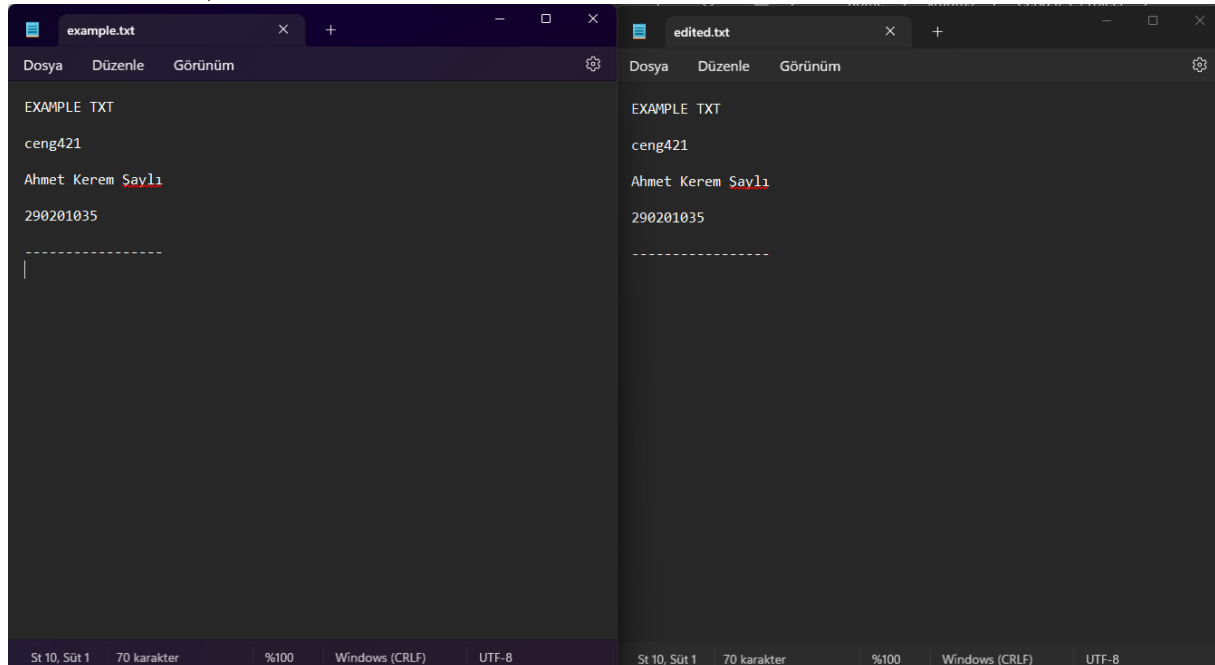 example.txt
Dosya Düzenle Görünüm
EXAMPLE TXT
ceng421
Ahmet Kerem Şaylı
290201035
-----------------
St 10, Süt 1 70 karakter %100 Windows (CRLF) UTF-8
edited.txt
Dosya Düzenle Görünüm
EXAMPLE TXT
ceng421
Ahmet Kerem Şaylı
290201035
-----------------
St 10, Süt 1 70 karakter %100 Windows (CRLF) UTF-8